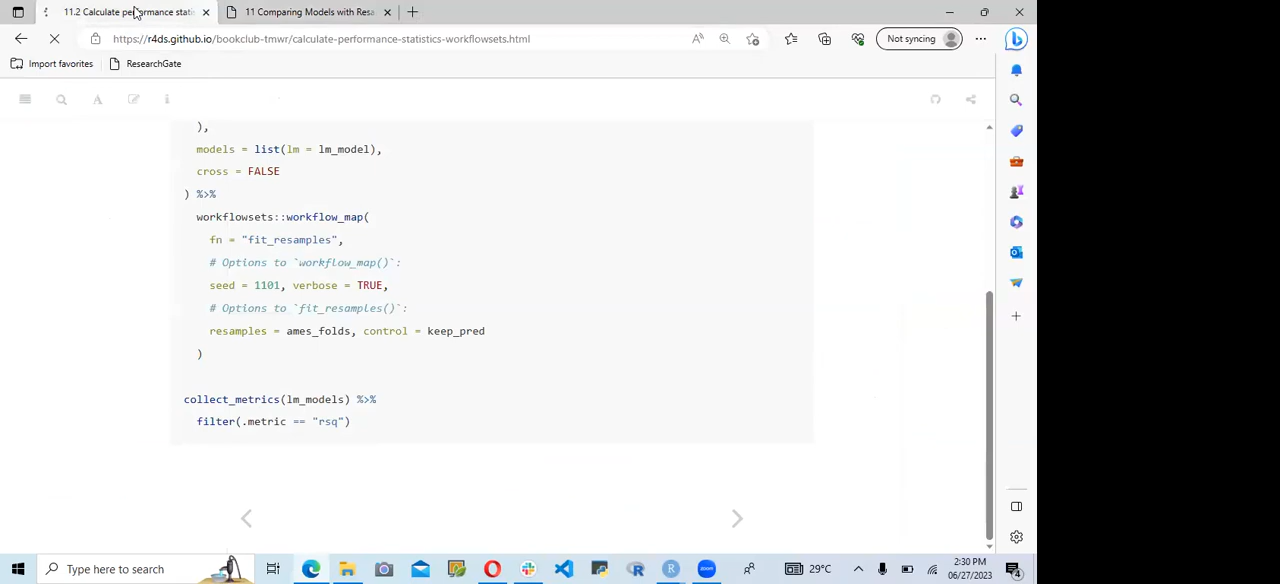 11.2 Calculate performance statis
11 Comparing Models with Resa
https://r4ds.github.io/bookclub-tmwr/calculate-performance-statistics-workflowsets.html
Not syncing
Import favorites
ResearchGate
),
models = list(lm = lm_model),
cross = FALSE
) %>%
workflowsets::workflow_map(
fn = "fit_resamples",
# Options to `workflow_map()`:
seed = 1101, verbose = TRUE,
# Options to `fit_resamples()`:
resamples = ames_folds, control = keep_pred
)
collect_metrics(lm_models) %>%
filter(.metric == "rsq")
Type here to search
zoom
29°C
2:30 PM
06/27/2023
4